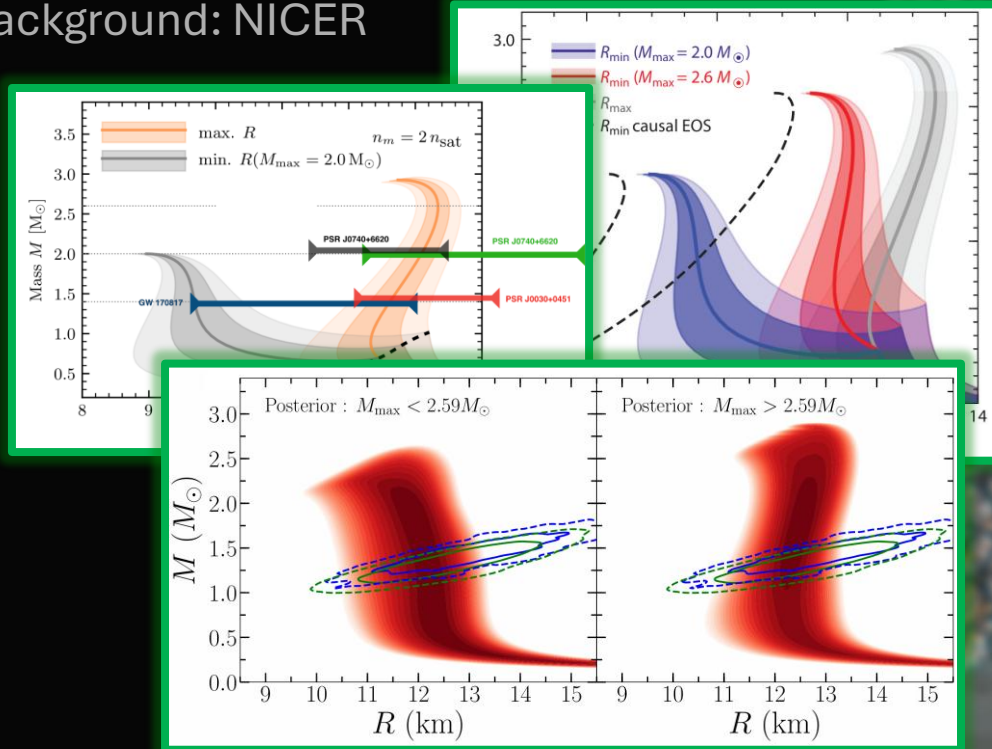 ackground: NICER
3.0
R_min (M_max = 2.0 M_⊙)
R_min (M_max = 2.6 M_⊙)
R_max
R_min causal EOS
14
max. R
min. R(M_max = 2.0 M_⊙)
n_m = 2 n_sat
3.5
3.0
2.5
2.0
1.5
1.0
0.5
Mass M [M_⊙]
PSR J0740+6620
PSR J0740+6620
GW 170817
PSR J0030+0451
8
9
Posterior : M_max < 2.59M_⊙
Posterior : M_max > 2.59M_⊙
3.0
2.5
2.0
1.5
1.0
0.5
0.0
M (M_⊙)
9 10 11 12 13 14 15
9 10 11 12 13 14 15
R (km)
R (km)